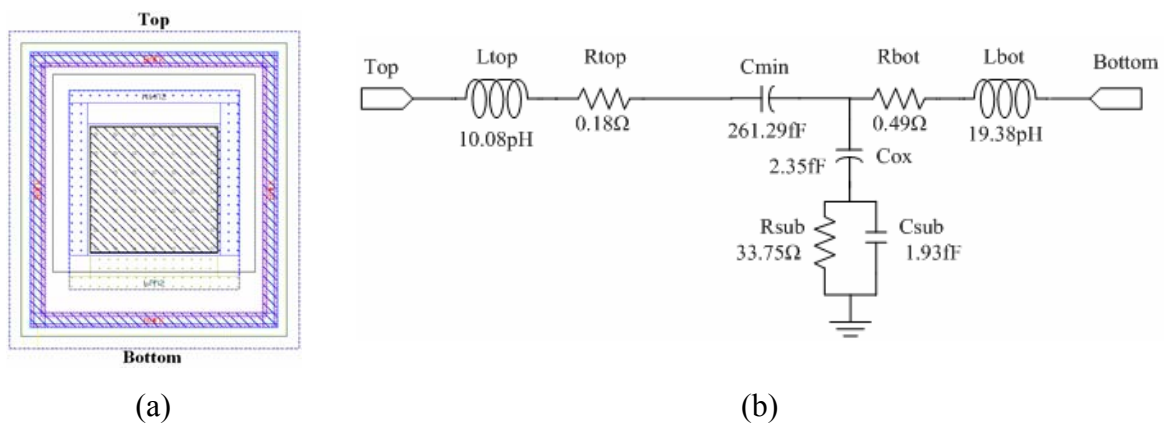 Top
Bottom
(a)
Top
Ltop
10.08pH
Rtop
0.18Ω
Cmin
261.29fF
Rbot
0.49Ω
Lbot
19.38pH
Bottom
2.35fF
Cox
Rsub
33.75Ω
Csub
1.93fF
(b)